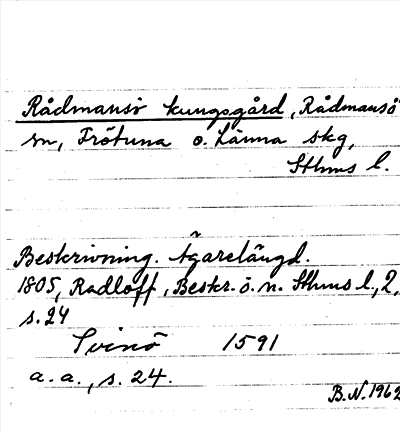 Rådmansö kungsgård, Rådmansö
sn, Frötuna o. Länna skg,
Sthms l.
Beskrivning. Ägarelängd.
1805, Radloff, Beskr. ö. n. Sthms l, 2,
s. 24
Svinö 1591
a. a., s. 24.
B.N. 1962